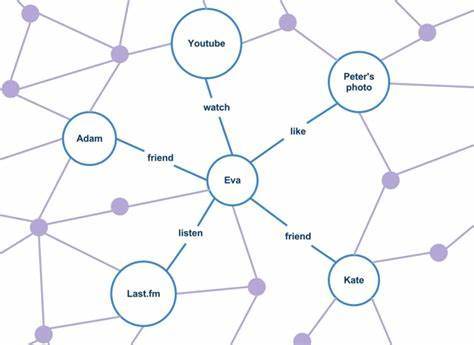 Youtube
Peter's
photo
watch
like
Adam
friend
Eva
listen
friend
Last.fm
Kate